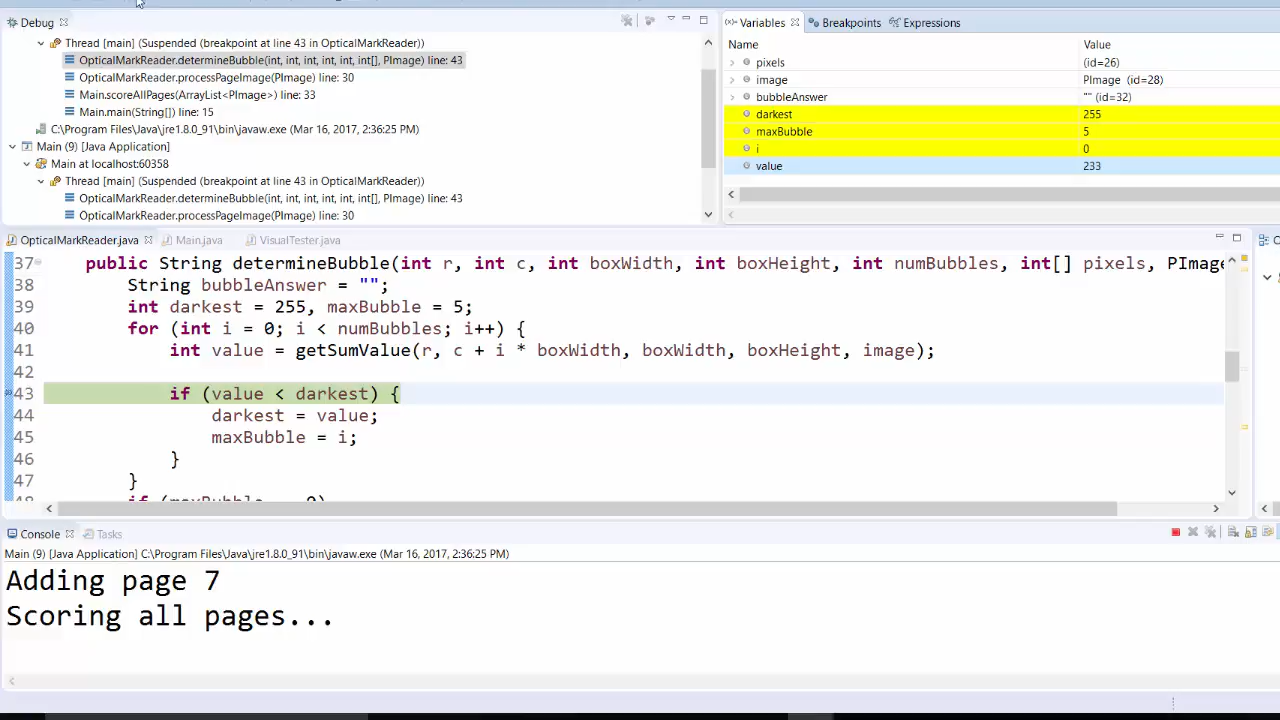 Debug
Thread [main] (Suspended (breakpoint at line 43 in OpticalMarkReader))
OpticalMarkReader.determineBubble(int, int, int, int, int, int[], PImage) line: 43
OpticalMarkReader.processPageImage(PImage) line: 30
Main.scoreAllPages(ArrayList<PImage>) line: 33
Main.main(String[]) line: 15
C:\Program Files\Java\jre1.8.0_91\bin\javaw.exe (Mar 16, 2017, 2:36:25 PM)
Main (9) [Java Application]
Main at localhost:60358
Thread [main] (Suspended (breakpoint at line 43 in OpticalMarkReader))
OpticalMarkReader.determineBubble(int, int, int, int, int, int[], PImage) line: 43
OpticalMarkReader.processPageImage(PImage) line: 30
(x)= Variables Breakpoints Expressions
Name Value
pixels (id=26)
image PImage (id=28)
bubbleAnswer "" (id=32)
darkest 255
maxBubble 5
i 0
value 233
OpticalMarkReader.java Main.java VisualTester.java
37 public String determineBubble(int r, int c, int boxWidth, int boxHeight, int numBubbles, int[] pixels, PImage
38 String bubbleAnswer = "";
39 int darkest = 255, maxBubble = 5;
40 for (int i = 0; i < numBubbles; i++) {
41 int value = getSumValue(r, c + i * boxWidth, boxWidth, boxHeight, image);
42
43 if (value < darkest) {
44 darkest = value;
45 maxBubble = i;
46 }
47 }
Console Tasks
Main (9) [Java Application] C:\Program Files\Java\jre1.8.0_91\bin\javaw.exe (Mar 16, 2017, 2:36:25 PM)
Adding page 7
Scoring all pages...